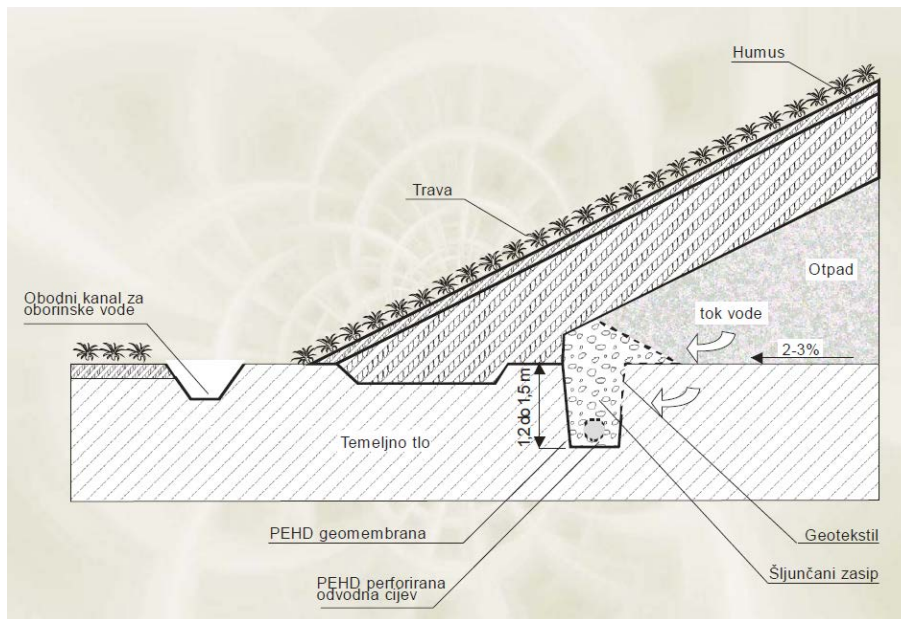 Humus
Trava
Otpad
Obodni kanal za
oborinske vode
tok vode
2-3%
1,2 do 1,5 m
Temeljno tlo
PEHD geomembrana
Geotekstil
Šljunčani zasip
PEHD perforirana
odvodna cijev